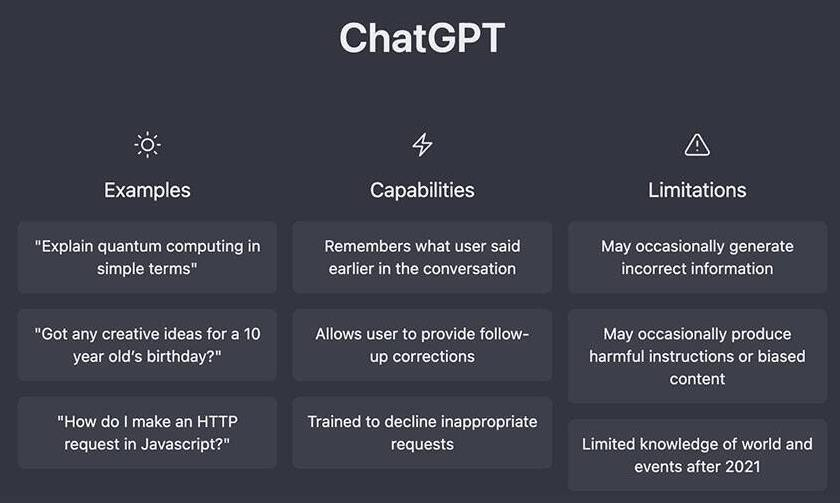 ChatGPT
Examples
"Explain quantum computing in
simple terms"
"Got any creative ideas for a 10
year old's birthday?"
"How do I make an HTTP
request in Javascript?"
Capabilities
Remembers what user said
earlier in the conversation
Allows user to provide follow-
up corrections
Trained to decline inappropriate
requests
Limitations
May occasionally generate
incorrect information
May occasionally produce
harmful instructions or biased
content
Limited knowledge of world and
events after 2021